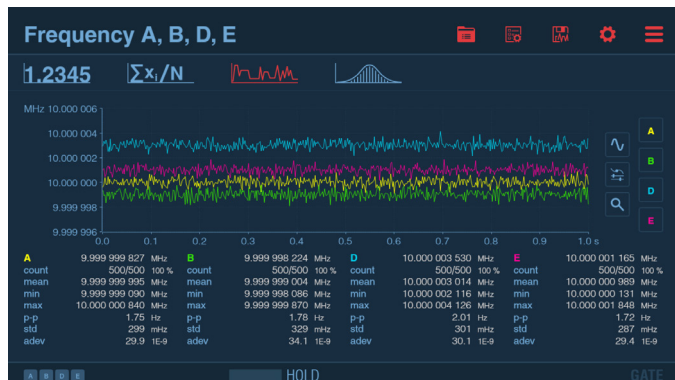 Frequency A, B, D, E
1.2345 Σxᵢ/N
MHz 10.000 006
10.000 004
10.000 002
10.000 000
9.999 998
9.999 996
0.0 0.1 0.2 0.3 0.4 0.5 0.6 0.7 0.8 0.9 1.0 s
A
B
D
E
A 9.999 999 827 MHz B 9.999 998 224 MHz D 10.000 003 530 MHz E 10.000 001 165 MHz
count 500/500 100 % count 500/500 100 % count 500/500 100 % count 500/500 100 %
mean 9.999 999 995 MHz mean 9.999 999 004 MHz mean 10.000 003 014 MHz mean 10.000 000 989 MHz
min 9.999 999 090 MHz min 9.999 998 086 MHz min 10.000 002 116 MHz min 10.000 000 131 MHz
max 10.000 000 840 MHz max 9.999 999 870 MHz max 10.000 004 126 MHz max 10.000 001 848 MHz
p-p 1.75 Hz p-p 1.78 Hz p-p 2.01 Hz p-p 1.72 Hz
std 299 mHz std 329 mHz std 301 mHz std 287 mHz
adev 29.9 1E-9 adev 34.1 1E-9 adev 30.1 1E-9 adev 29.4 1E-9
A B D E HOLD GATE